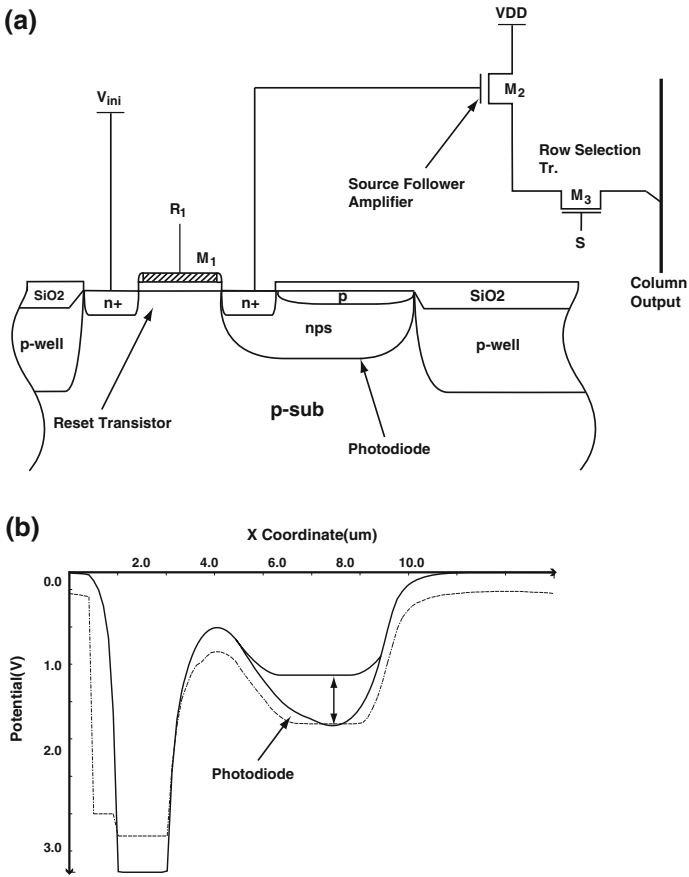 (a)
VDD
M2
Vini
Source Follower
Amplifier
Row Selection
Tr.
M3
S
R1
M1
Column
Output
SiO2
n+
n+
p
SiO2
p-well
nps
p-well
Reset Transistor
p-sub
Photodiode
(b)
X Coordinate(um)
2.0 4.0 6.0 8.0 10.0
0.0
1.0
2.0
3.0
Potential(V)
Photodiode